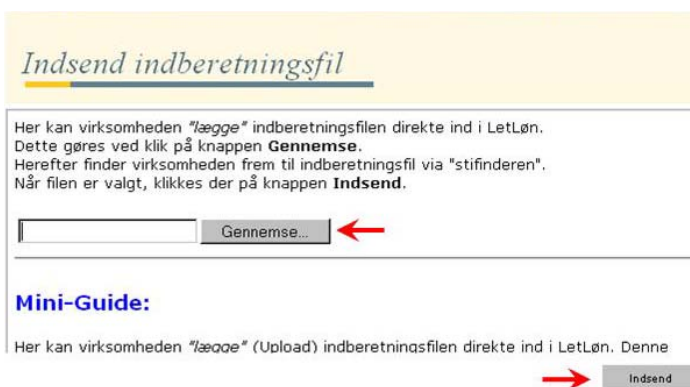 Indsend indberetningsfil
Her kan virksomheden "lægge" indberetningsfilen direkte ind i LetLøn.
Dette gøres ved klik på knappen Gennemse.
Herefter finder virksomheden frem til indberetningsfil via "stifinderen".
Når filen er valgt, klikkes der på knappen Indsend.
Gennemse...
Mini-Guide:
Her kan virksomheden "lægge" (Upload) indberetningsfilen direkte ind i LetLøn. Denne
Indsend